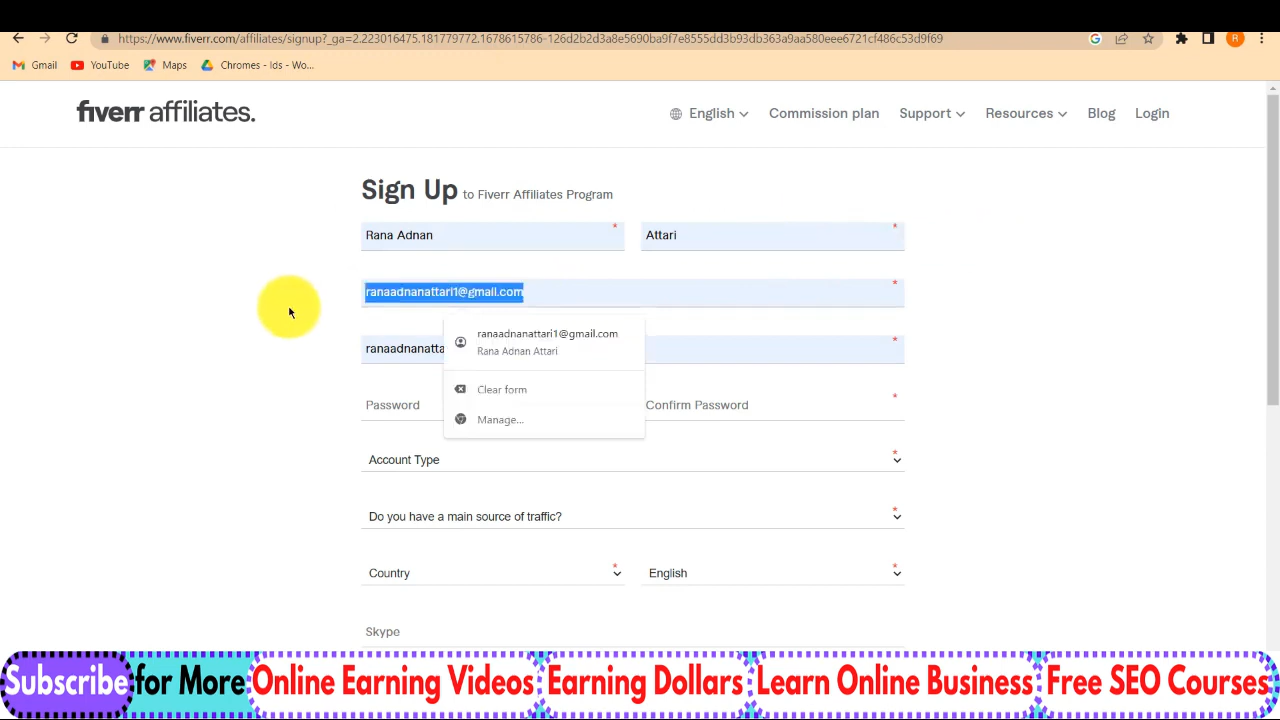 https://www.fiverr.com/affiliates/signup?_ga=2.223016475.181779772.1678615786-126d2b2d3a8e5690ba9f7e8555dd3b93db363a9aa580eee6721cf486c53d9f69
R
Gmail YouTube Maps Chromes - Ids - Wo...
fiverr affiliates. English Commission plan Support Resources Blog Login
Sign Up to Fiverr Affiliates Program
Rana Adnan * Attari *
ranaadnanattari1@gmail.com *
ranaadnanattari1@gmail.com
Rana Adnan Attari
ranaadnanatta *
Clear form
Password Confirm Password *
Manage...
Account Type *
Do you have a main source of traffic? *
Country * English *
Skype
Subscribe for More Online Earning Videos Earning Dollars Learn Online Business Free SEO Courses